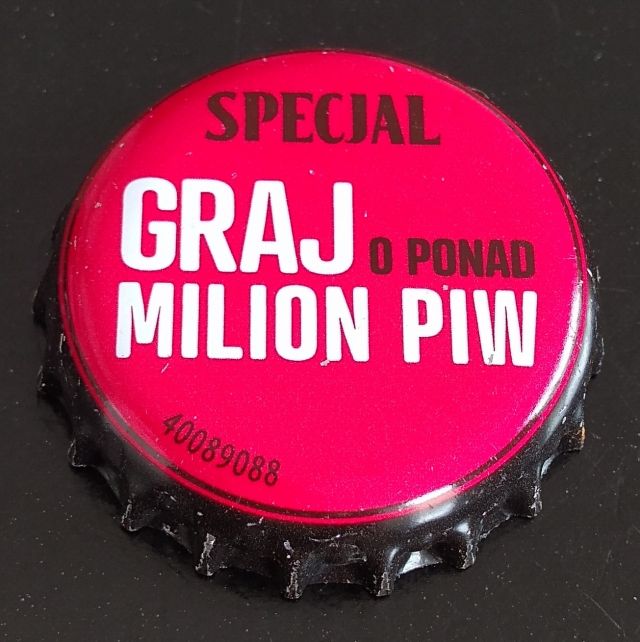 SPECJAL
GRAJ O PONAD
MILION PIW
40089088